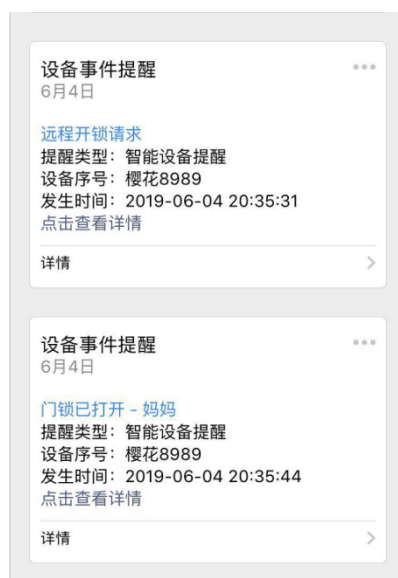 设备事件提醒
6月4日
远程开锁请求
提醒类型：智能设备提醒
设备序号：樱花8989
发生时间：2019-06-04 20:35:31
点击查看详情
详情
设备事件提醒
6月4日
门锁已打开 - 妈妈
提醒类型：智能设备提醒
设备序号：樱花8989
发生时间：2019-06-04 20:35:44
点击查看详情
详情